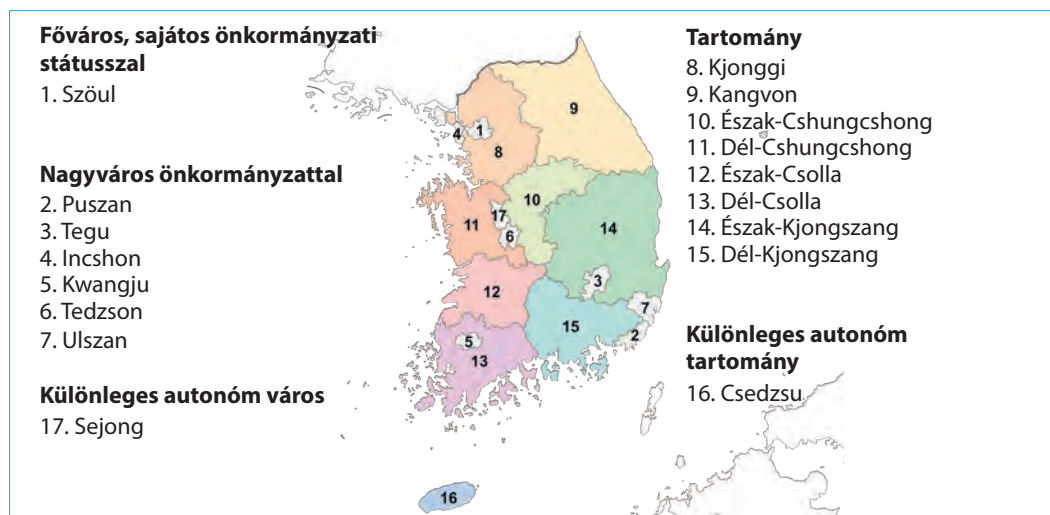 Főváros, sajátos önkormányzati
státusszal
1. Szöul
Nagyváros önkormányzattal
2. Puszan
3. Tegu
4. Incshon
5. Kwangju
6. Tedzson
7. Ulszan
Különleges autonóm város
17. Sejong
9
4
1
8
10
17
11
6
14
3
12
7
15
2
5
13
16
Tartomány
8. Kjonggi
9. Kangvon
10. Észak-Cshungcshong
11. Dél-Cshungcshong
12. Észak-Csolla
13. Dél-Csolla
14. Észak-Kjongszang
15. Dél-Kjongszang
Különleges autonóm
tartomány
16. Csedzsu